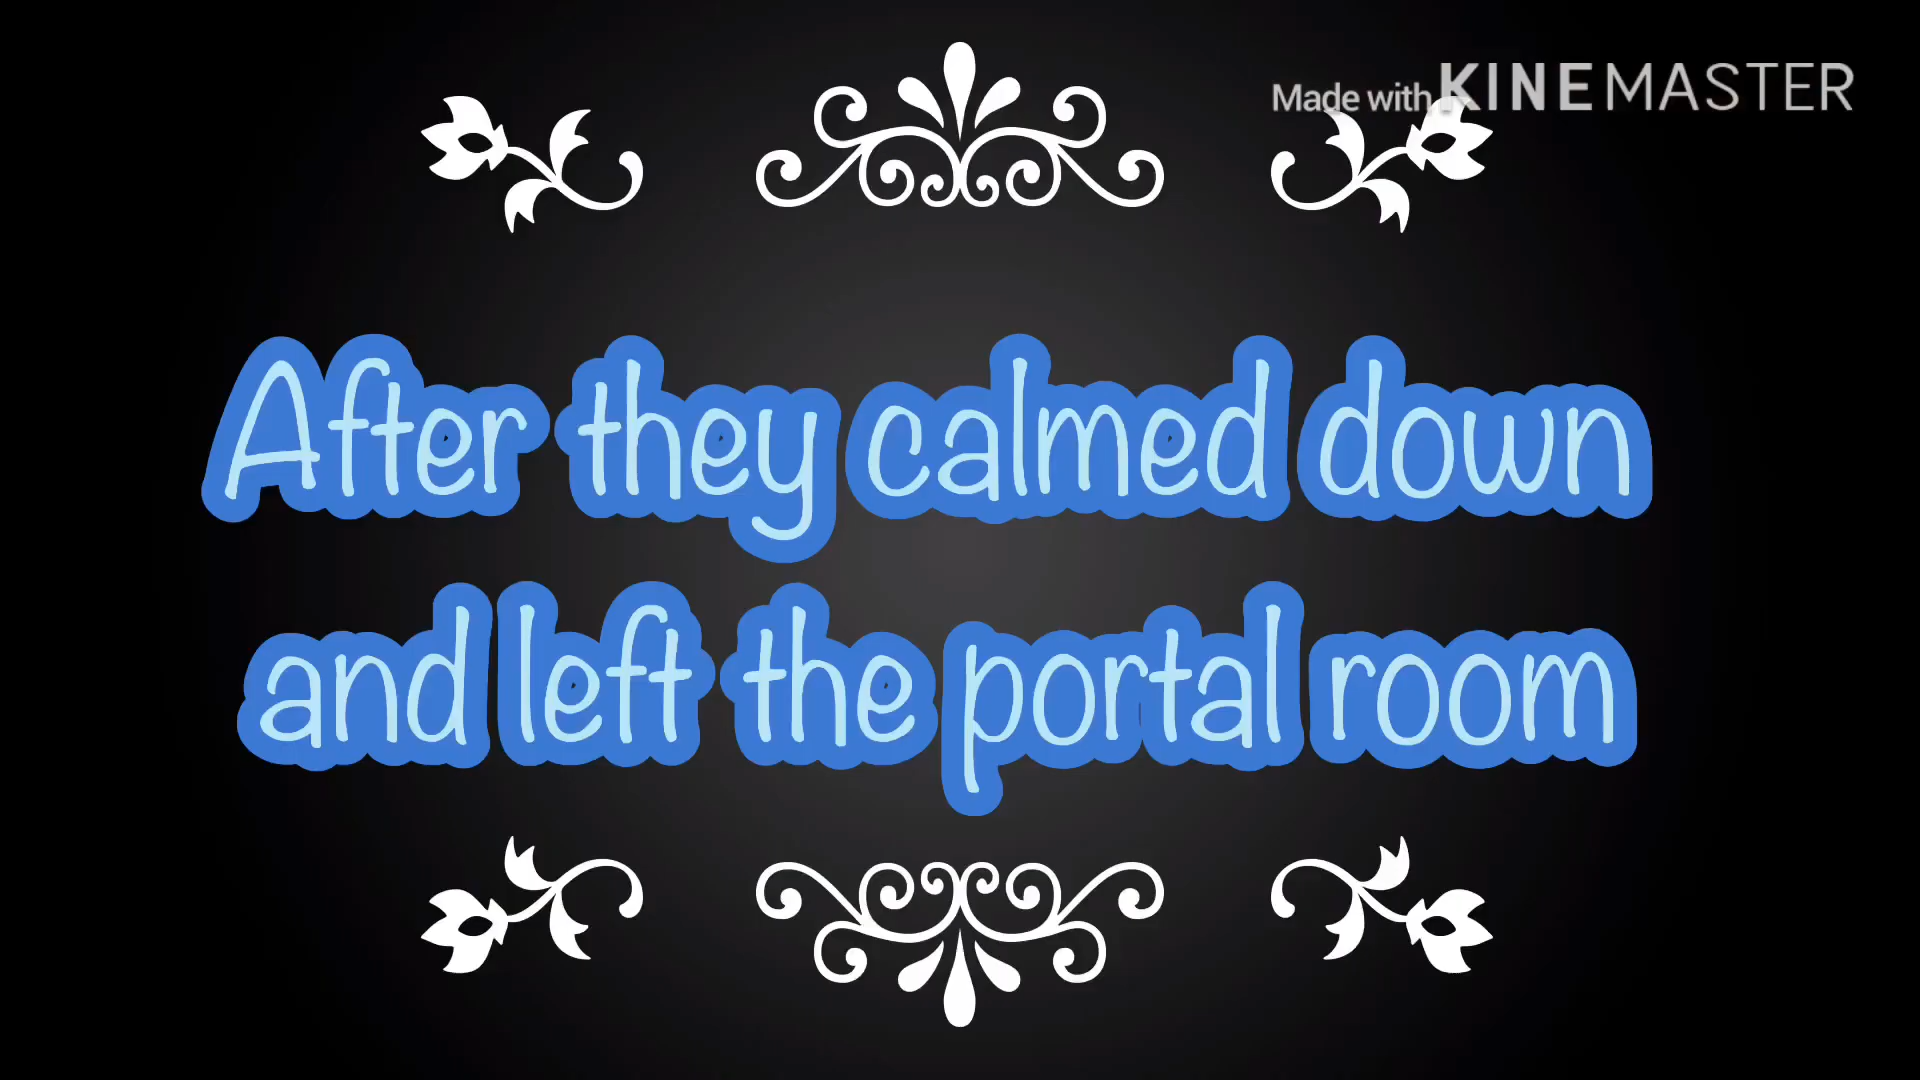 Made with KINEMASTER
After they calmed down
and left the portal room